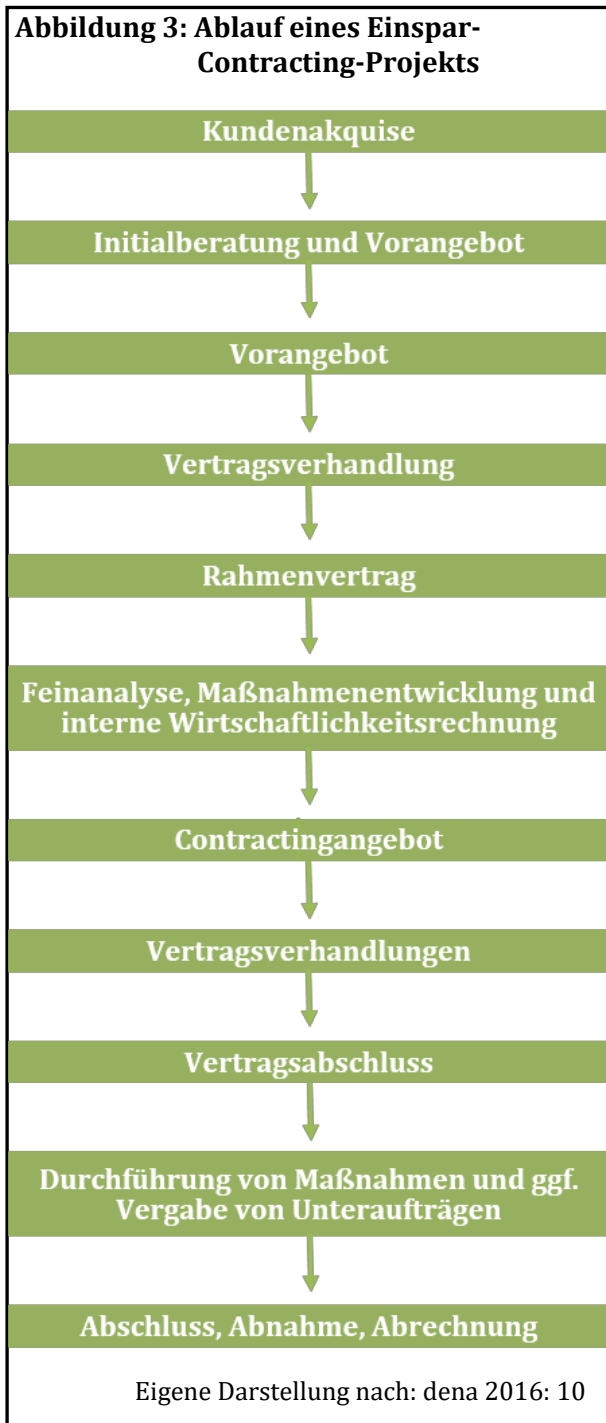 Abbildung 3: Ablauf eines Einspar-
Contracting-Projekts
Kundenakquise
Initialberatung und Vorangebot
Vorangebot
Vertragsverhandlung
Rahmenvertrag
Feinanalyse, Maßnahmenentwicklung und
interne Wirtschaftlichkeitsrechnung
Contractingangebot
Vertragsverhandlungen
Vertragsabschluss
Durchführung von Maßnahmen und ggf.
Vergabe von Unteraufträgen
Abschluss, Abnahme, Abrechnung
Eigene Darstellung nach: dena 2016: 10